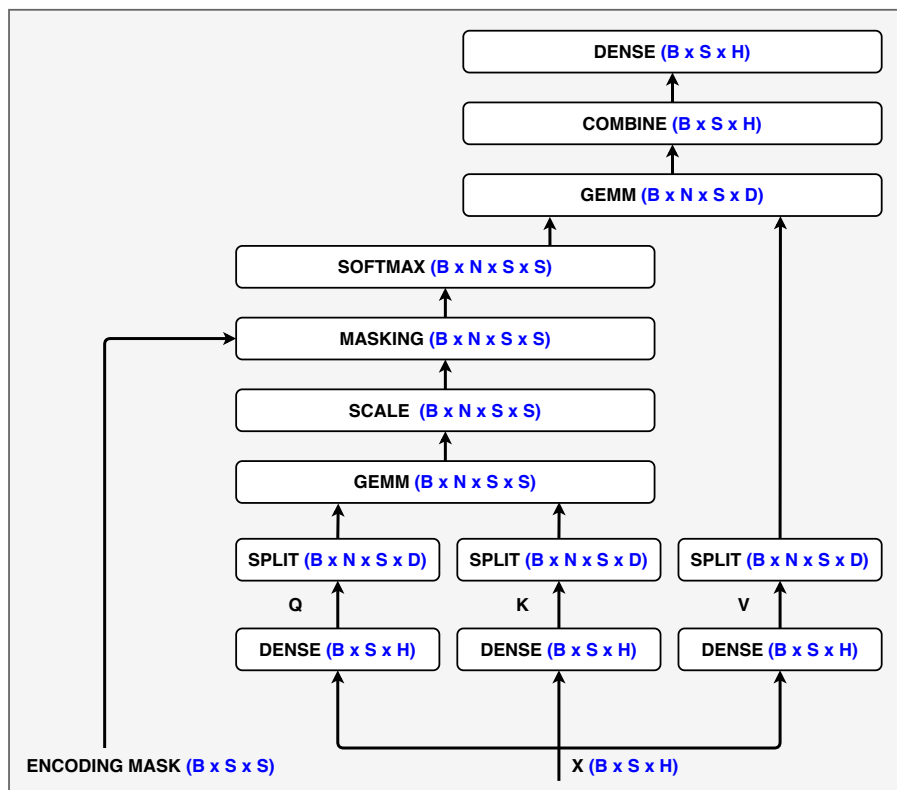 DENSE (B x S x H)
COMBINE (B x S x H)
GEMM (B x N x S x D)
SOFTMAX (B x N x S x S)
MASKING (B x N x S x S)
SCALE (B x N x S x S)
GEMM (B x N x S x S)
SPLIT (B x N x S x D) SPLIT (B x N x S x D) SPLIT (B x N x S x D)
Q K V
DENSE (B x S x H) DENSE (B x S x H) DENSE (B x S x H)
ENCODING MASK (B x S x S) X (B x S x H)